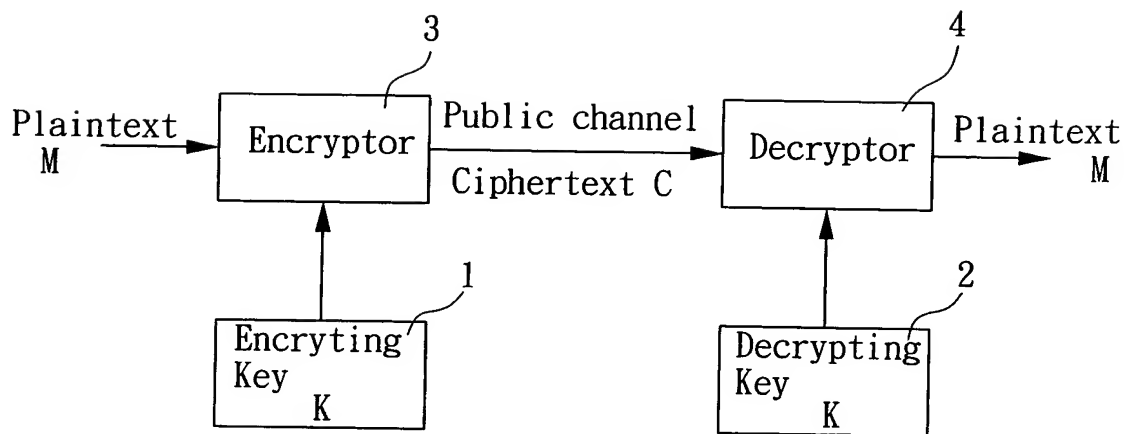 3
4
Plaintext
M
Encryptor
Public channel
Ciphertext C
Decryptor
Plaintext
M
1
2
Encryting
Key
K
Decrypting
Key
K